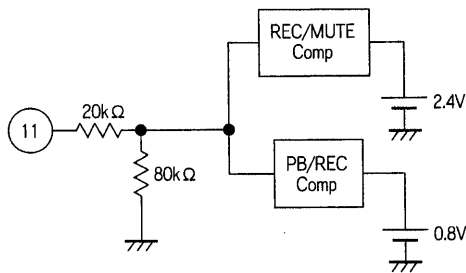 REC/MUTE
Comp
2.4V
20kΩ
11
80kΩ
PB/REC
Comp
0.8V